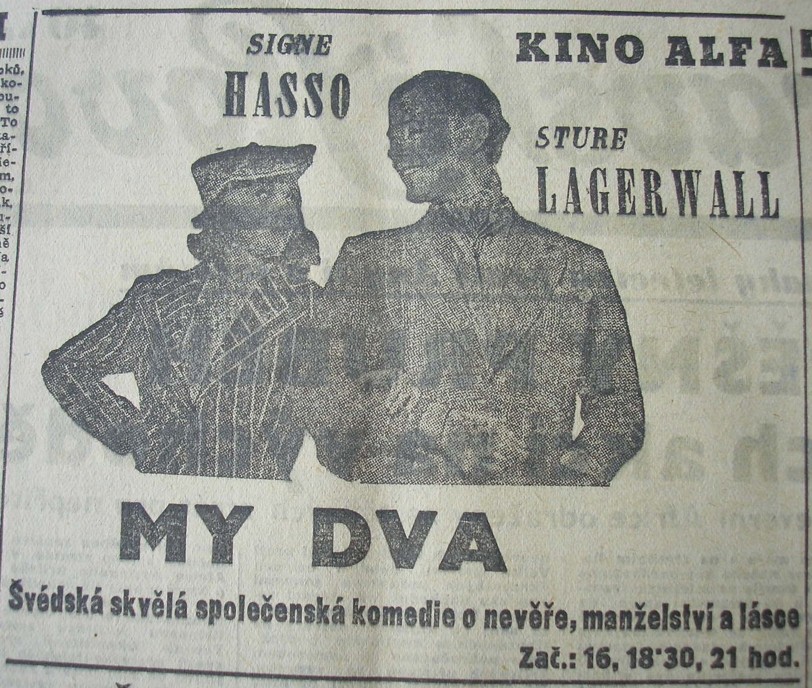 SIGNE
HASSO
KINO ALFA
STURE
LAGERWALL
MY DVA
Švédská skvělá společenská komedie o nevěře, manželství a lásce
Zač.: 16, 18˙30, 21 hod.